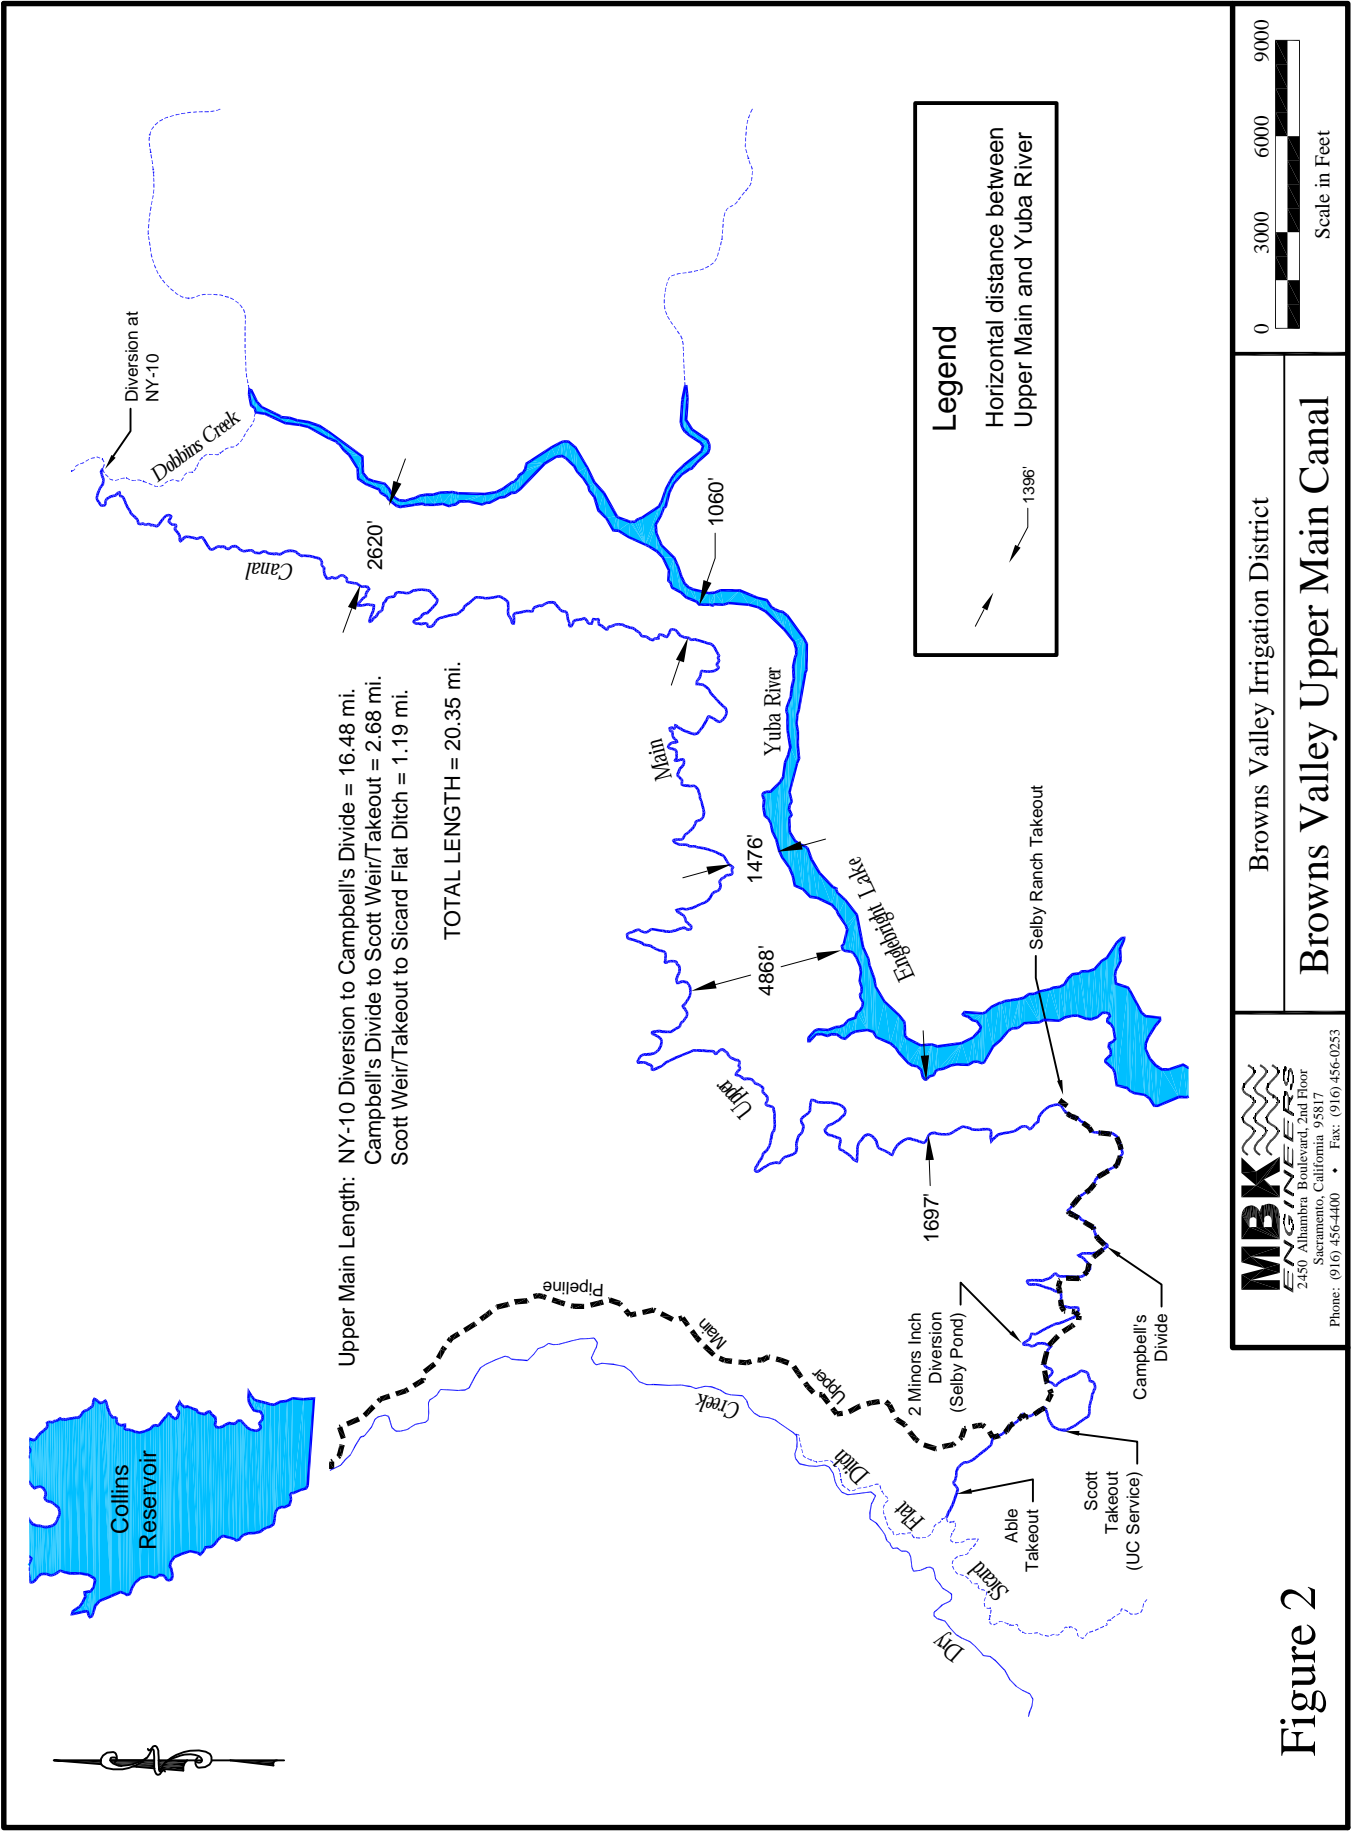 Collins
Reservoir
Upper Main Length: NY-10 Diversion to Campbell's Divide = 16.48 mi.
Campbell's Divide to Scott Weir/Takeout = 2.68 mi.
Scott Weir/Takeout to Sicard Flat Ditch = 1.19 mi.
TOTAL LENGTH = 20.35 mi.
Diversion at
NY-10
Dobbins Creek
Canal
2620'
1060'
Main
Yuba River
1476'
4868'
Englebright Lake
Upper
1697'
Pipeline
Main
Upper
Creek
Ditch
Flat
Sicard
Dry
2 Minors Inch
Diversion
(Selby Pond)
Selby Ranch Takeout
Campbell's
Divide
Able
Takeout
Scott
Takeout
(UC Service)
Legend
Horizontal distance between
Upper Main and Yuba River
1396'
N
Figure 2
MBK
ENGINEERS
2450 Alhambra Boulevard, 2nd Floor
Sacramento, California 95817
Phone: (916) 456-4400 • Fax: (916) 456-0253
Browns Valley Irrigation District
Browns Valley Upper Main Canal
0 3000 6000 9000
Scale in Feet